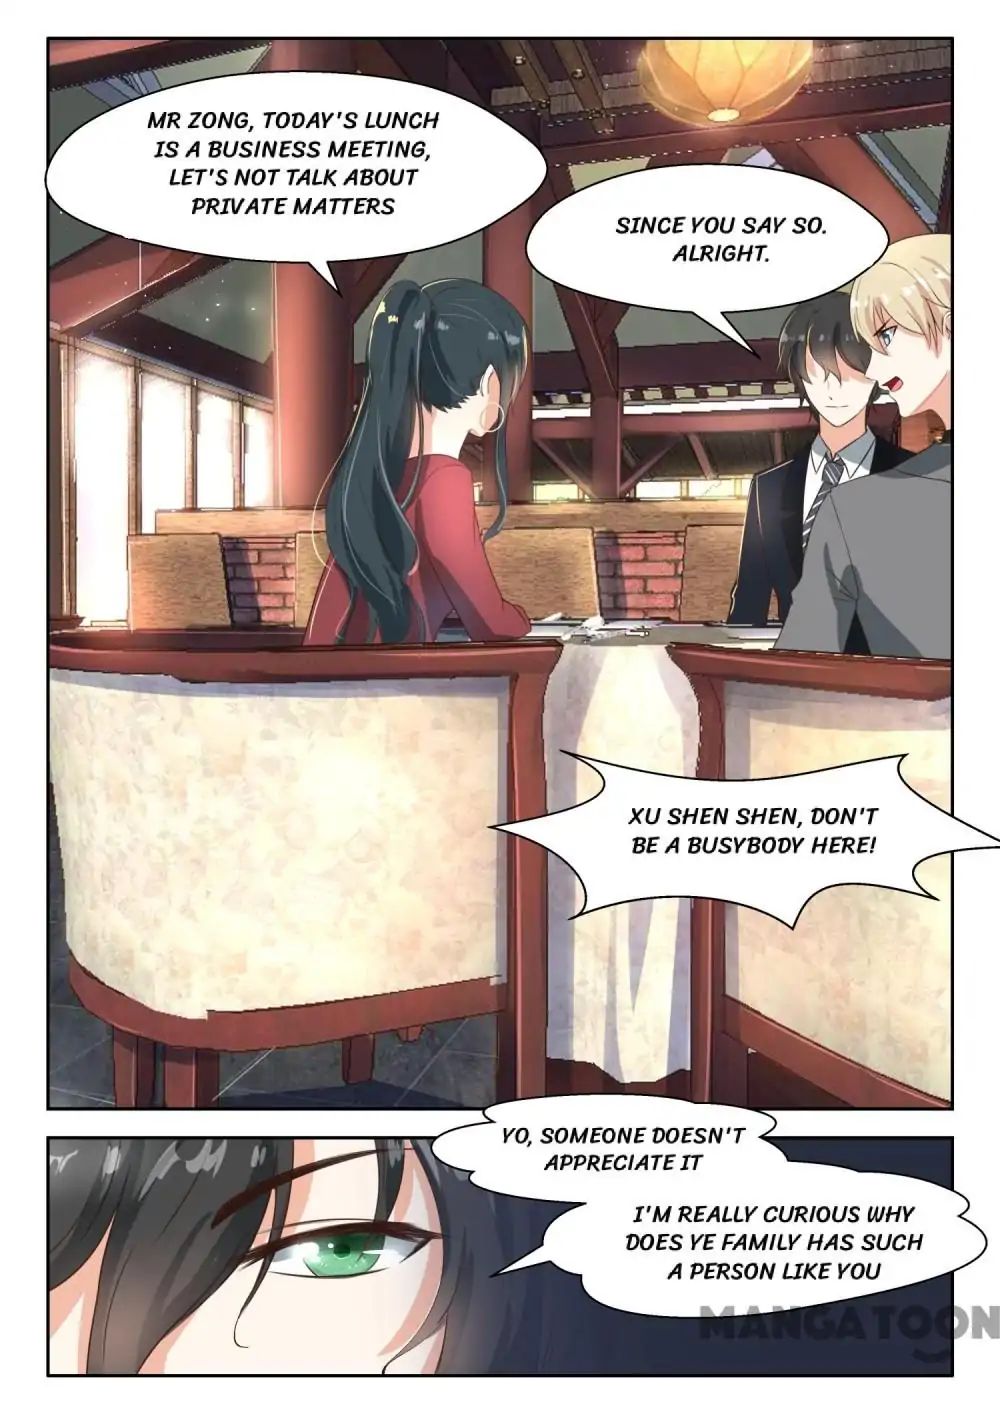 MR ZONG, TODAY'S LUNCH
IS A BUSINESS MEETING,
LET'S NOT TALK ABOUT
PRIVATE MATTERS
SINCE YOU SAY SO.
ALRIGHT.
XU SHEN SHEN, DON'T
BE A BUSYBODY HERE!
YO, SOMEONE DOESN'T
APPRECIATE IT
I'M REALLY CURIOUS WHY
DOES YE FAMILY HAS SUCH
A PERSON LIKE YOU
MANGATOON